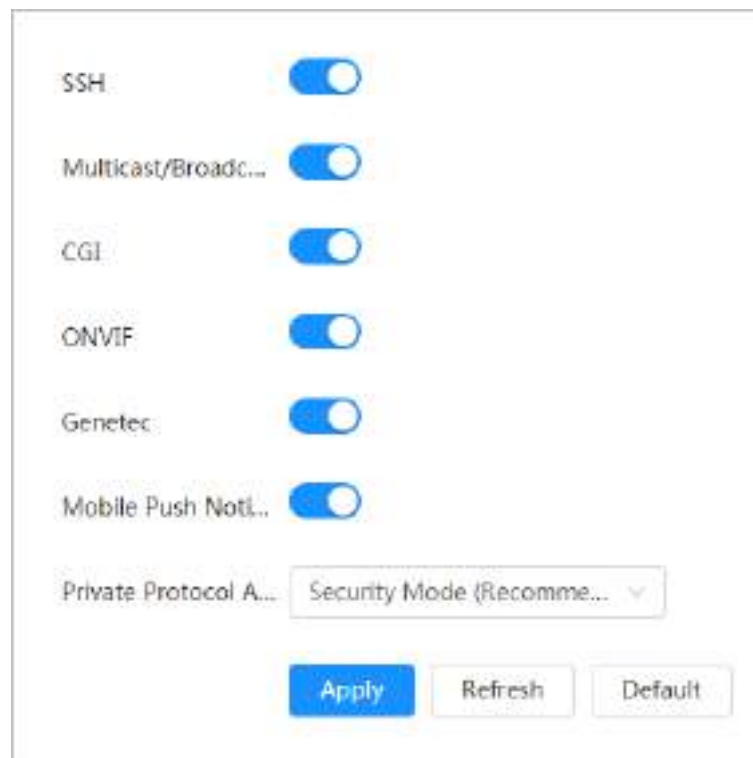 SSH
Multicast/Broadc...
CGI
ONVIF
Genetec
Mobile Push Noti...
Private Protocol A... Security Mode (Recomme...
Apply Refresh Default